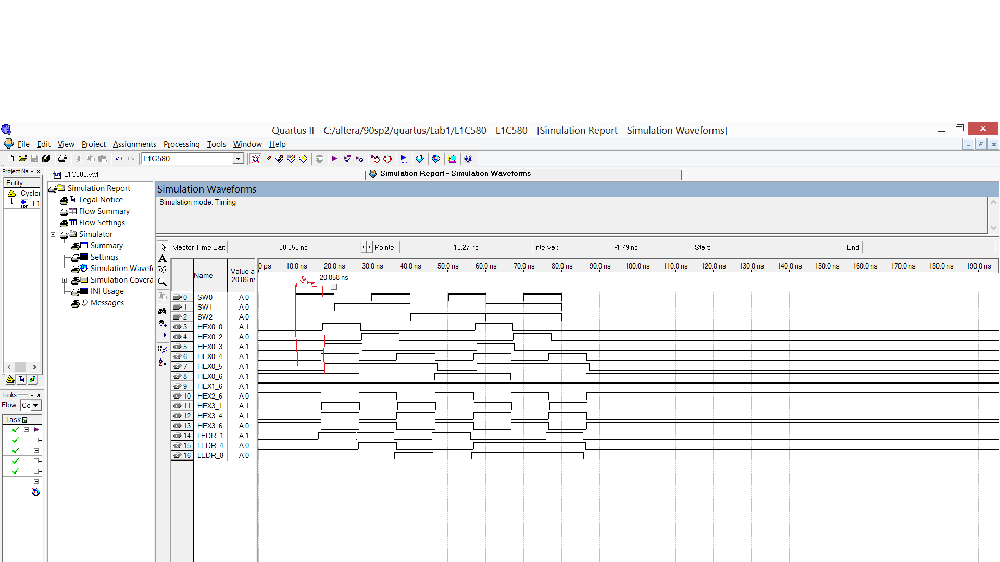 Quartus II - C:/altera/90sp2/quartus/Lab1/L1C580 - L1C580 - [Simulation Report - Simulation Waveforms]
File Edit View Project Assignments Processing Tools Window Help
L1C580
Project Na
Entity
Cyclor
L1
L1C580.vwf
Simulation Report - Simulation Waveforms
Simulation Report
Legal Notice
Flow Summary
Flow Settings
Simulator
Summary
Settings
Simulation Wavef
Simulation Covera
INI Usage
Messages
Simulation Waveforms
Simulation mode: Timing
Master Time Bar: 20.058 ns Pointer: 18.27 ns Interval: -1.79 ns Start: End:
Name Value a 20.06 ns
0 ps 10.0 ns 20.0 ns 30.0 ns 40.0 ns 50.0 ns 60.0 ns 70.0 ns 80.0 ns 90.0 ns 100.0 ns 110.0 ns 120.0 ns 130.0 ns 140.0 ns 150.0 ns 160.0 ns 170.0 ns 180.0 ns 190.0 ns
20.058 ns
8 ns
0 SW0 A 0
1 SW1 A 0
2 SW2 A 0
3 HEX0_0 A 1
4 HEX0_2 A 0
5 HEX0_3 A 1
6 HEX0_4 A 1
7 HEX0_5 A 1
8 HEX0_6 A 1
9 HEX1_6 A 1
10 HEX2_6 A 0
11 HEX3_1 A 1
12 HEX3_4 A 1
13 HEX3_6 A 0
14 LEDR_1 A 1
15 LEDR_4 A 0
16 LEDR_8 A 0
Tasks
Flow: Co
Task